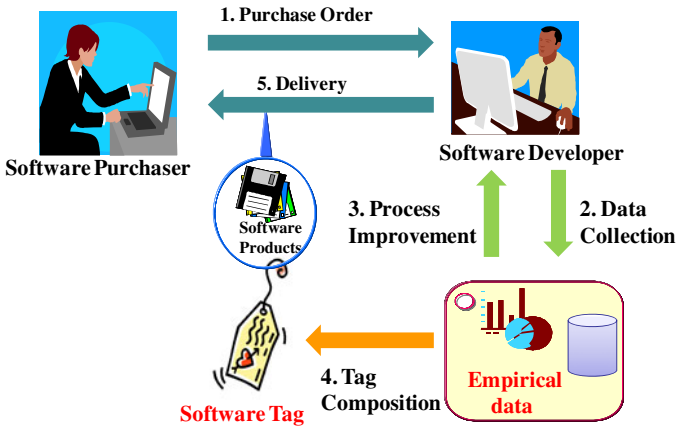 1. Purchase Order
5. Delivery
Software Purchaser
Software Developer
Software
Products
3. Process
Improvement
2. Data
Collection
4. Tag
Composition
Empirical
data
Software Tag